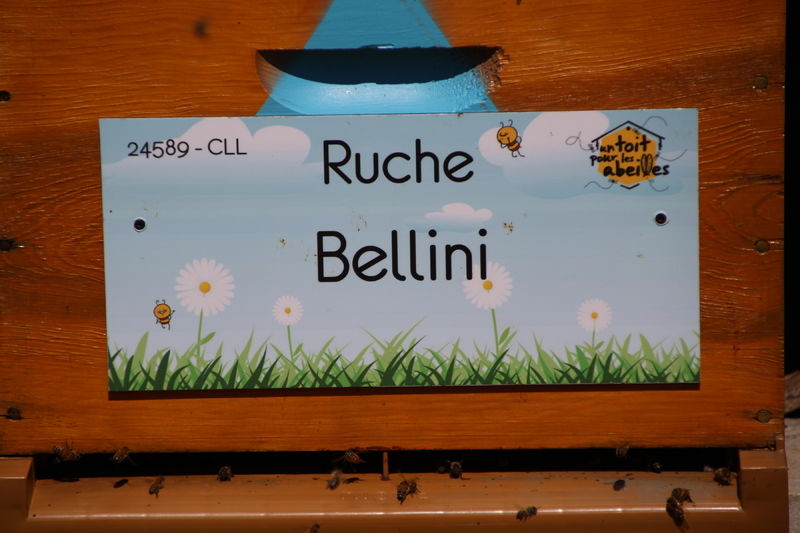 24589 - CLL
Ruche
Bellini
un toit
pour les
abeilles